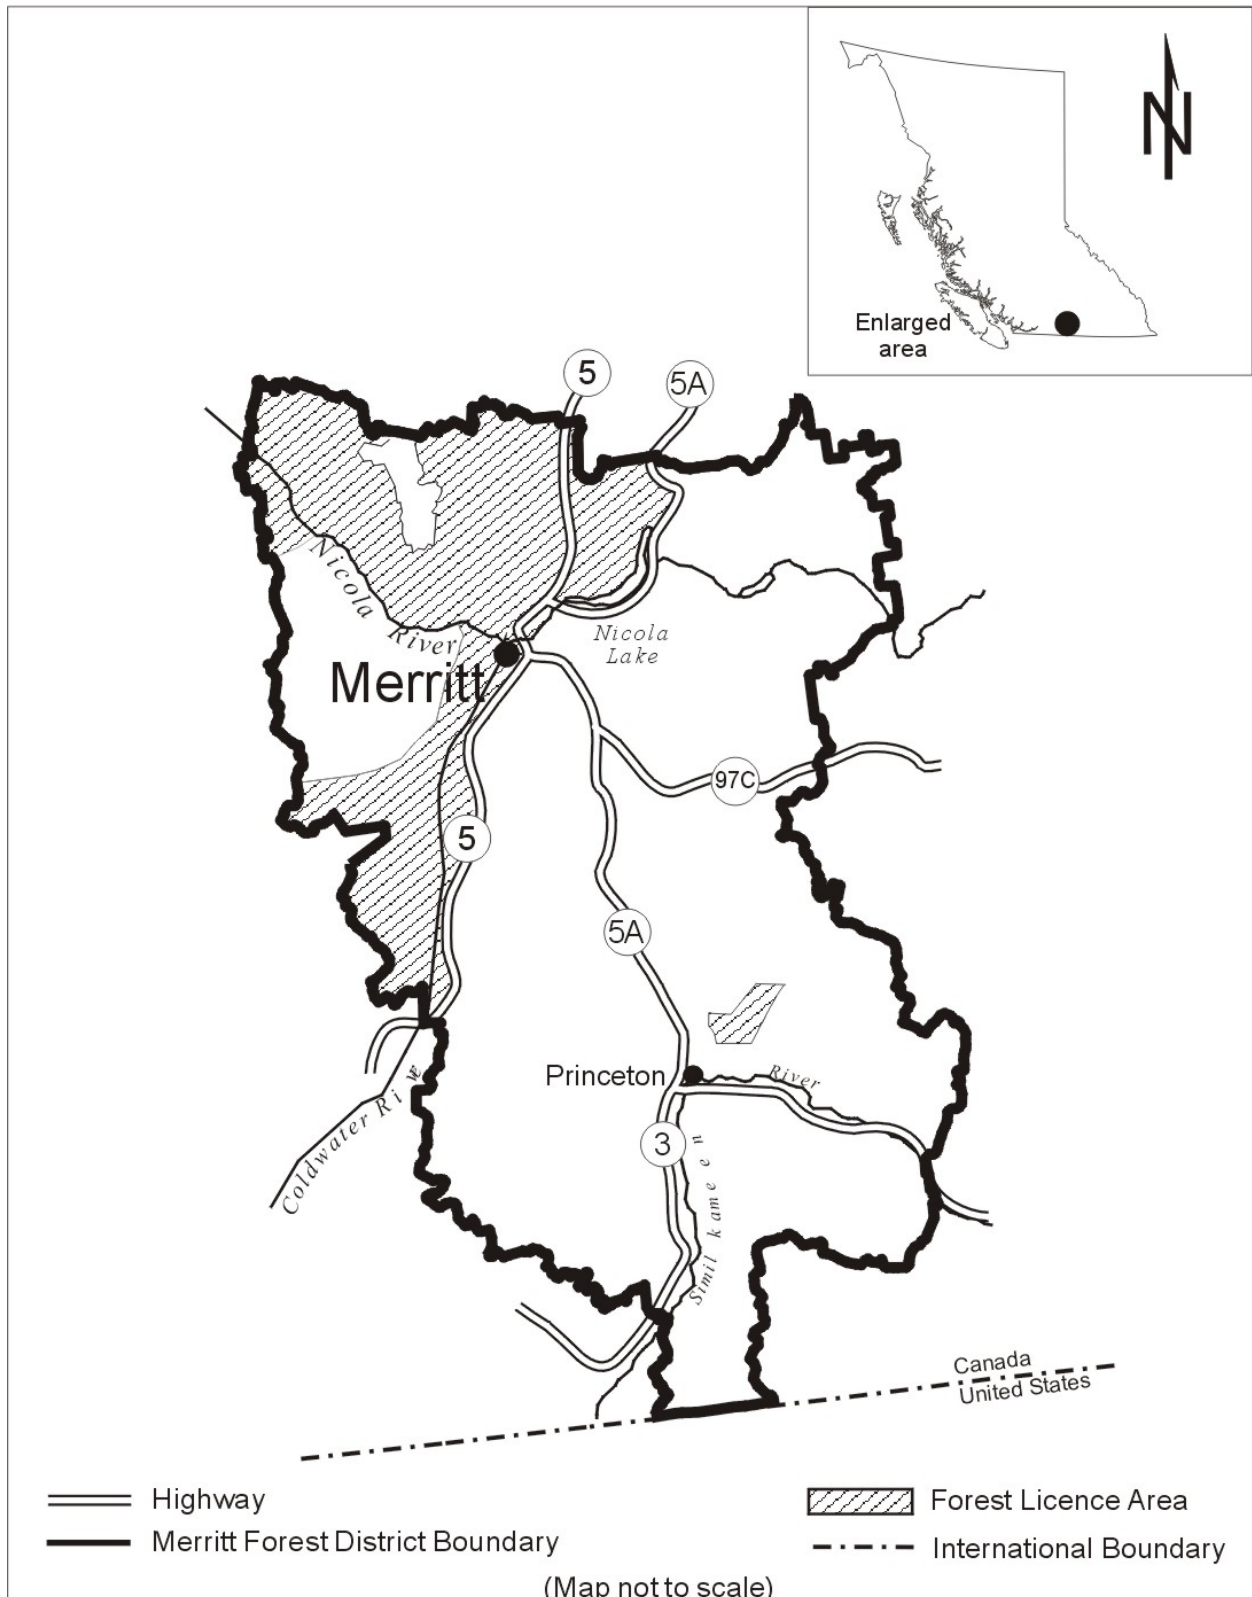 N
Enlarged
area
5
5A
Nicola River
Nicola
Lake
Merritt
97C
5
5A
Princeton
River
3
Similkameen
Coldwater River
Canada
United States
Highway
Forest Licence Area
Merritt Forest District Boundary
International Boundary
(Map not to scale)